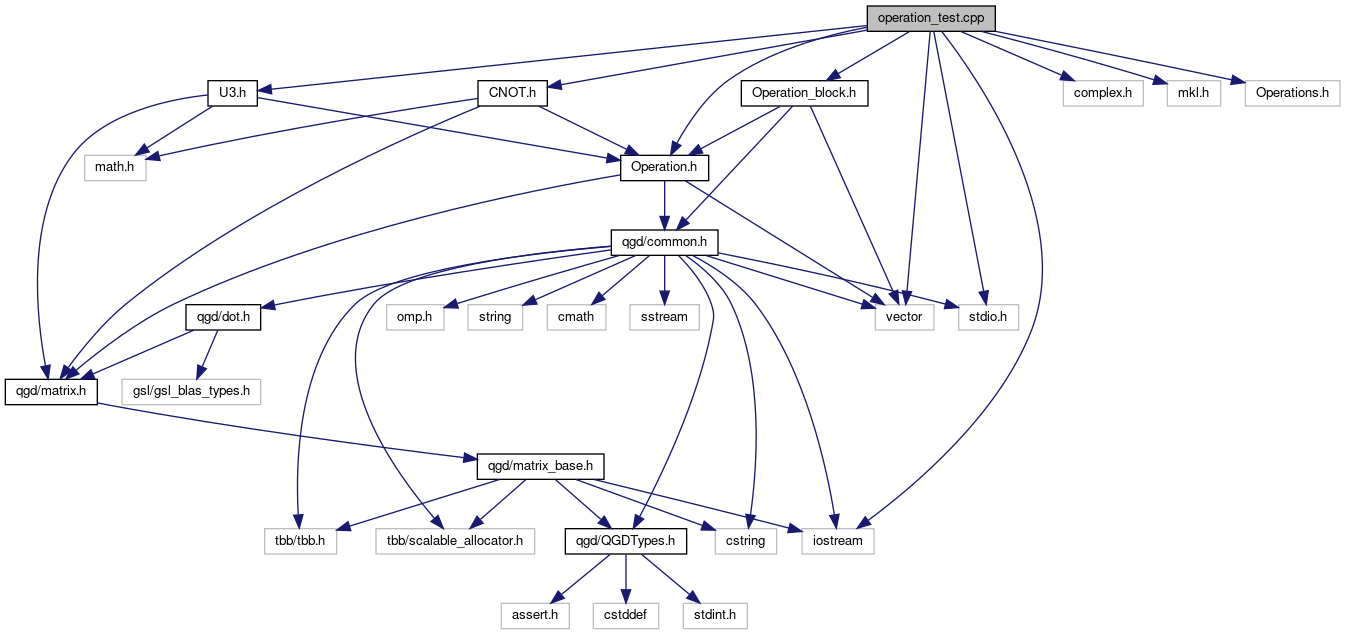 operation_test.cpp
U3.h
CNOT.h
Operation_block.h
complex.h
mkl.h
Operations.h
math.h
Operation.h
qgd/common.h
qgd/dot.h
omp.h
string
cmath
sstream
vector
stdio.h
qgd/matrix.h
gsl/gsl_blas_types.h
qgd/matrix_base.h
tbb/tbb.h
tbb/scalable_allocator.h
qgd/QGDTypes.h
cstring
iostream
assert.h
cstddef
stdint.h